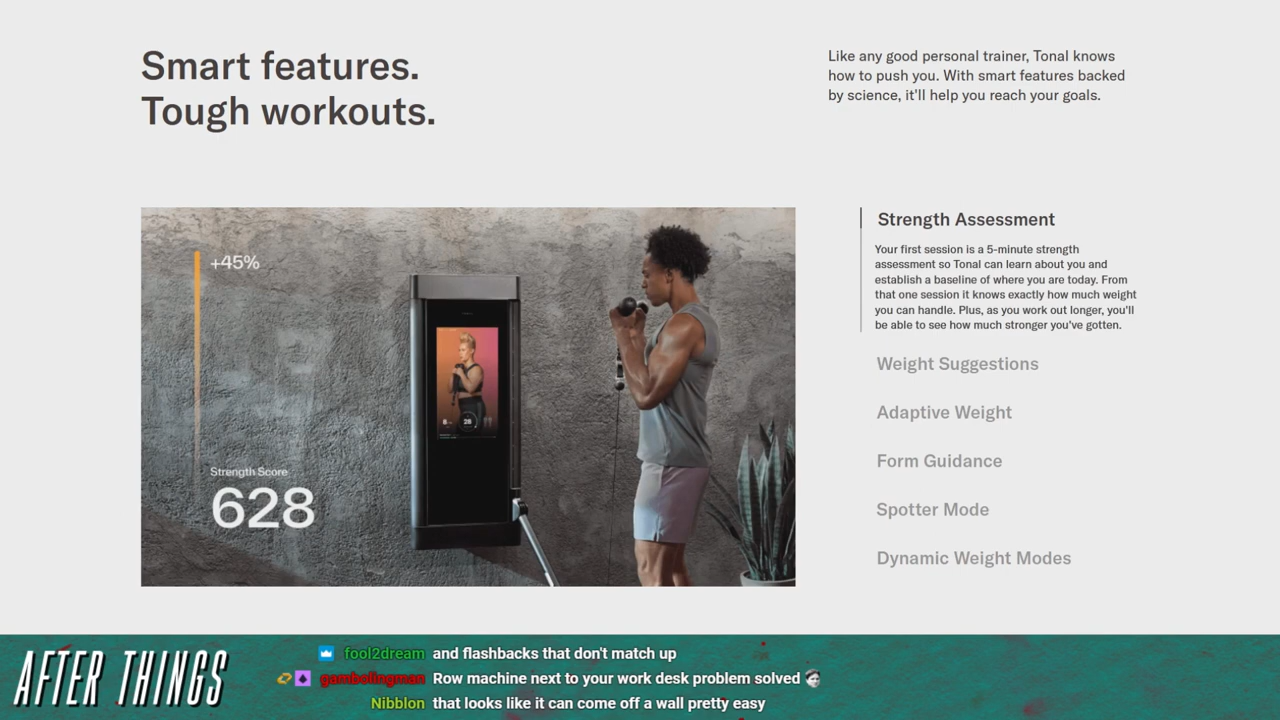 Smart features.
Tough workouts.
Like any good personal trainer, Tonal knows
how to push you. With smart features backed
by science, it'll help you reach your goals.
+45%
Strength Score
628
28
Strength Assessment
Your first session is a 5-minute strength
assessment so Tonal can learn about you and
establish a baseline of where you are today. From
that one session it knows exactly how much weight
you can handle. Plus, as you work out longer, you'll
be able to see how much stronger you've gotten.
Weight Suggestions
Adaptive Weight
Form Guidance
Spotter Mode
Dynamic Weight Modes
AFTER THINGS
fool2dream and flashbacks that don't match up
gambolingman Row machine next to your work desk problem solved
Nibblon that looks like it can come off a wall pretty easy